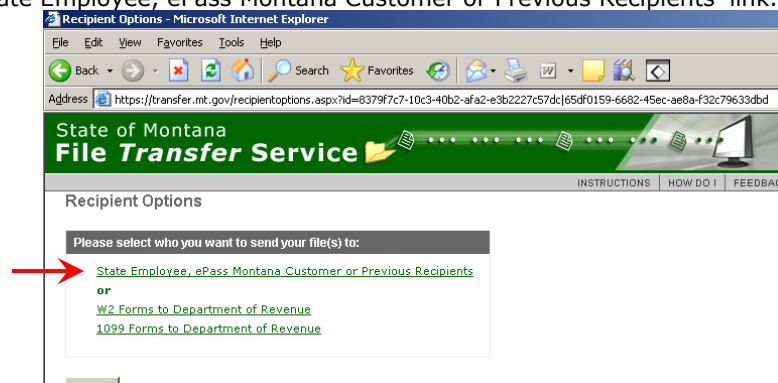 ate Employee, ePass Montana Customer or Previous Recipients' link.
Recipient Options - Microsoft Internet Explorer
File Edit View Favorites Tools Help
Back Search Favorites
Address https://transfer.mt.gov/recipientoptions.aspx?id=8379f7c7-10c3-40b2-afa2-e3b2227c57dc|65df0159-6682-45ec-ae8a-f32c79633dbd
State of Montana
File Transfer Service
INSTRUCTIONS HOW DO I FEEDBAC
Recipient Options
Please select who you want to send your file(s) to:
State Employee, ePass Montana Customer or Previous Recipients
or
W2 Forms to Department of Revenue
1099 Forms to Department of Revenue